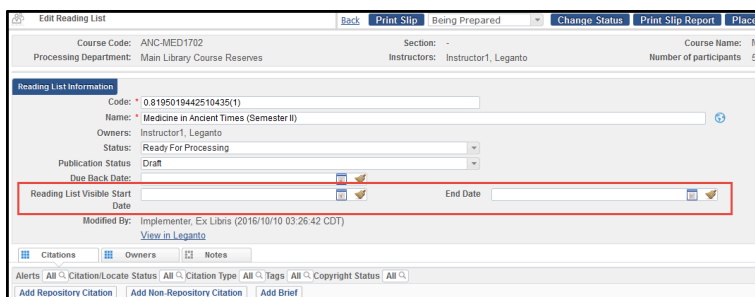 Edit Reading List Back Print Slip Being Prepared Change Status Print Slip Report Place
Course Code: ANC-MED1702 Section: - Course Name:
Processing Department: Main Library Course Reserves Instructors: Instructor1, Leganto Number of participants
Reading List Information
Code: * 0.8195019442510435(1)
Name: * Medicine in Ancient Times (Semester II)
Owners: Instructor1, Leganto
Status: Ready For Processing
Publication Status Draft
Due Back Date:
Reading List Visible Start End Date
Date
Modified By: Implementer, Ex Libris (2016/10/10 03:26:42 CDT)
View in Leganto
Citations Owners Notes
Alerts All Citation/Locate Status All Citation Type All Tags All Copyright Status All
Add Repository Citation Add Non-Repository Citation Add Brief